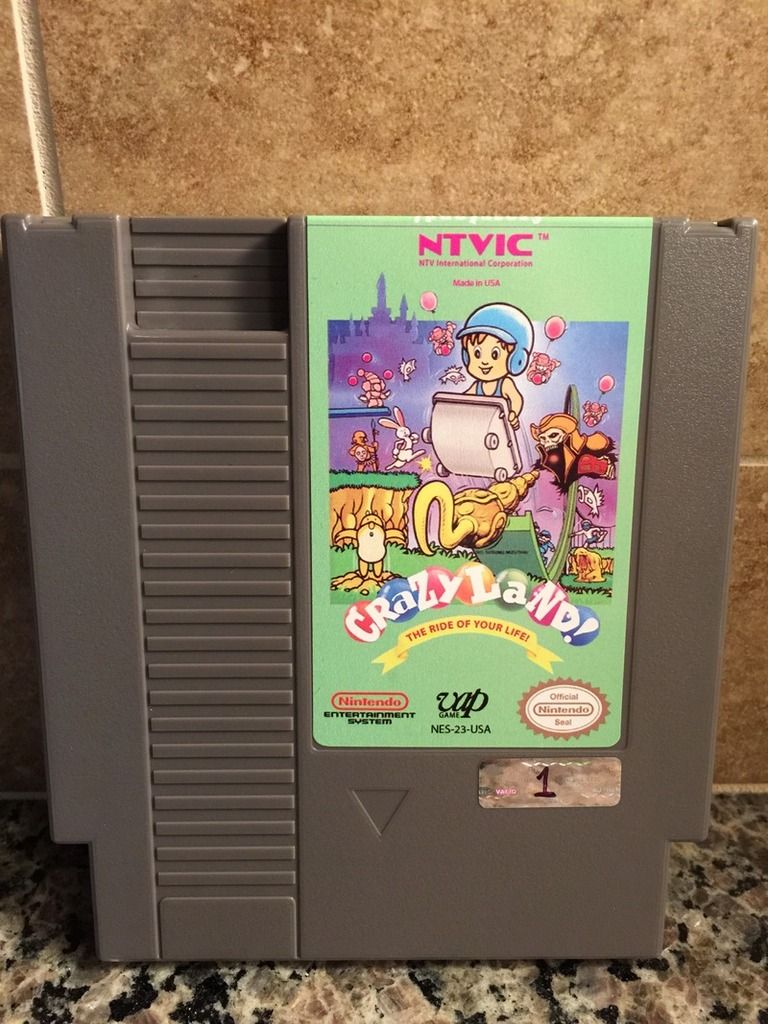 NTVIC™
NTV International Corporation
Made in USA
CRaZY LaND!
THE RIDE OF YOUR LIFE!
Nintendo
ENTERTAINMENT
SYSTEM
vap
GAME
NES-23-USA
Official
Nintendo
Seal
1